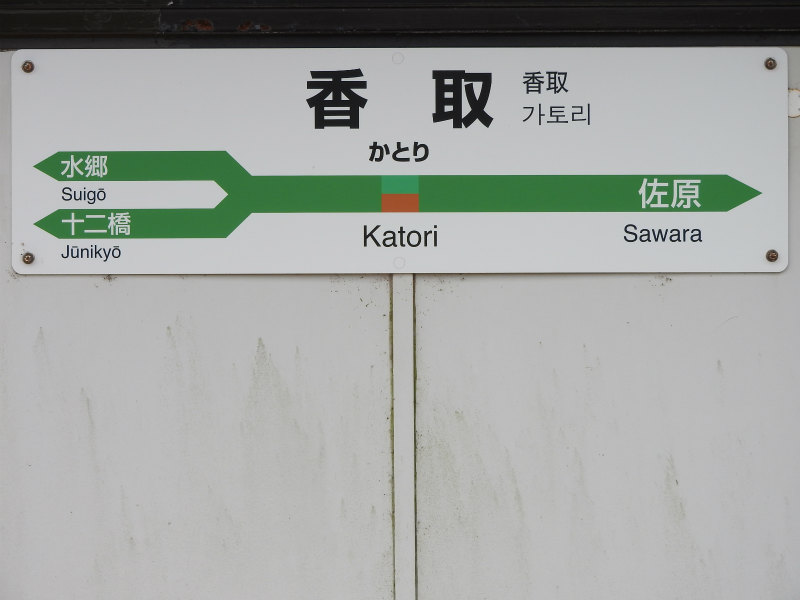 香取
香取
가토리
かとり
水郷
Suigō
十二橋
Jūnikyō
Katori
佐原
Sawara